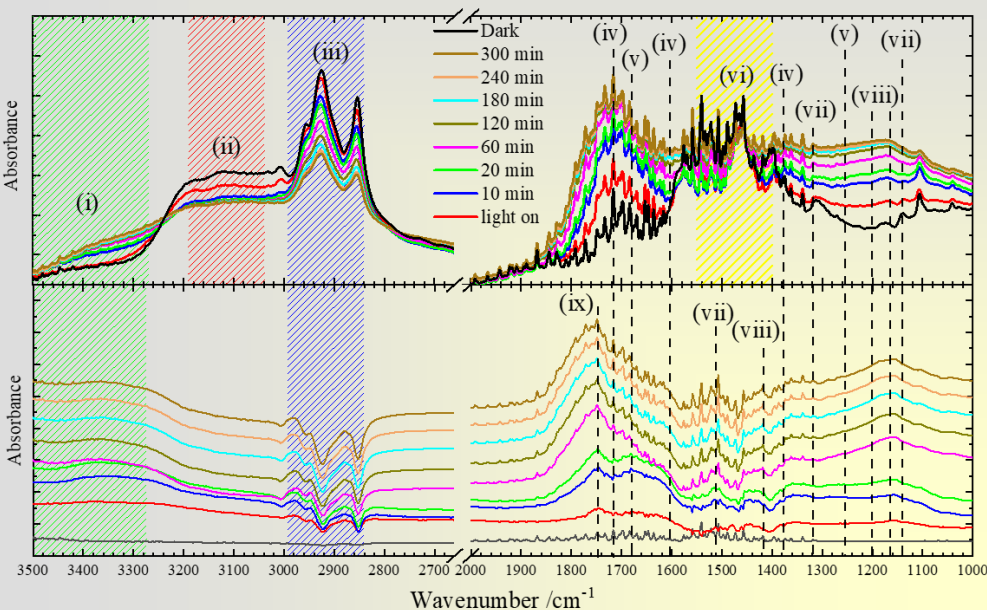 (i)
(ii)
(iii)
Dark
300 min
240 min
180 min
120 min
60 min
20 min
10 min
light on
(iv)
(v)
(iv)
(vi)
(iv)
(vii)
(v)
(viii)
(vii)
Absorbance
(ix)
(vii)
(viii)
Absorbance
3500 3400 3300 3200 3100 3000 2900 2800 2700 2000 1900 1800 1700 1600 1500 1400 1300 1200 1100 1000
Wavenumber /cm⁻¹